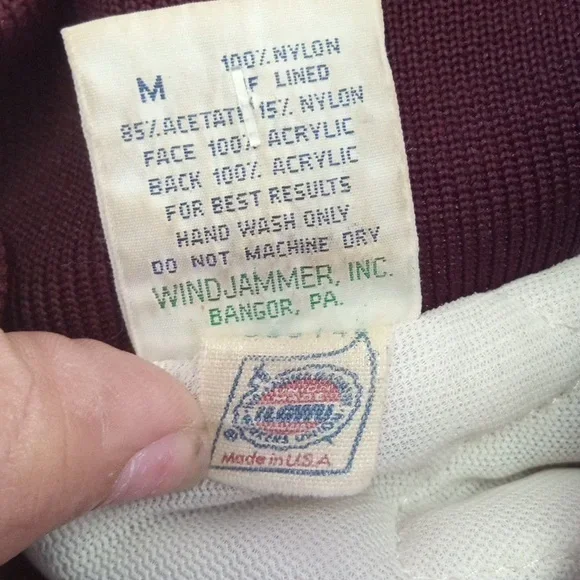 M 100% NYLON
LINED
85% ACETATE 15% NYLON
FACE 100% ACRYLIC
BACK 100% ACRYLIC
FOR BEST RESULTS
HAND WASH ONLY
DO NOT MACHINE DRY
WINDJAMMER, INC.
BANGOR, PA.
ILGWU
Made in U.S.A